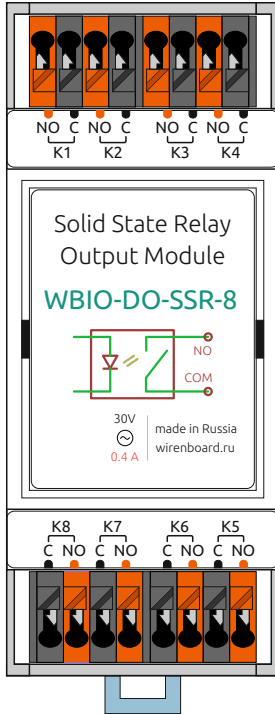 NO C NO C NO C NO C
K1 K2 K3 K4
Solid State Relay
Output Module
WBIO-DO-SSR-8
NO
COM
30V
0.4 A
made in Russia
wirenboard.ru
K8 K7 K6 K5
C NO C NO C NO C NO